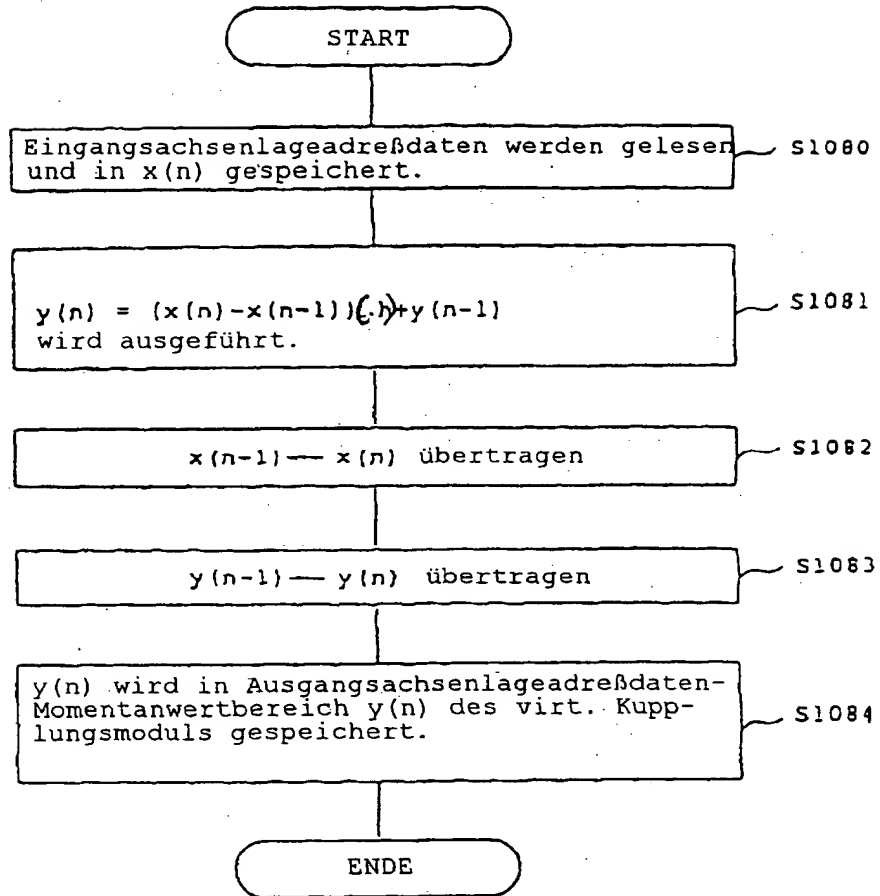 START
Eingangsachsenlageadreßdaten werden gelesen
und in x(n) gespeichert.
S1080
y(n) = (x(n)-x(n-1))(.h)+y(n-1)
wird ausgeführt.
S1081
x(n-1) — x(n) übertragen
S1082
y(n-1) — y(n) übertragen
S1083
y(n) wird in Ausgangsachsenlageadreßdaten-
Momentanwertbereich y(n) des virt. Kupp-
lungsmoduls gespeichert.
S1084
ENDE